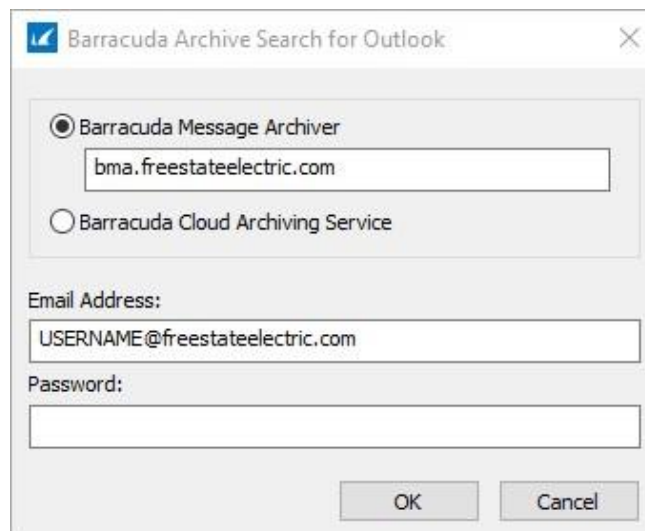 Barracuda Archive Search for Outlook
Barracuda Message Archiver
bma.freestateelectric.com
Barracuda Cloud Archiving Service
Email Address:
USERNAME@freestateelectric.com
Password:
OK Cancel